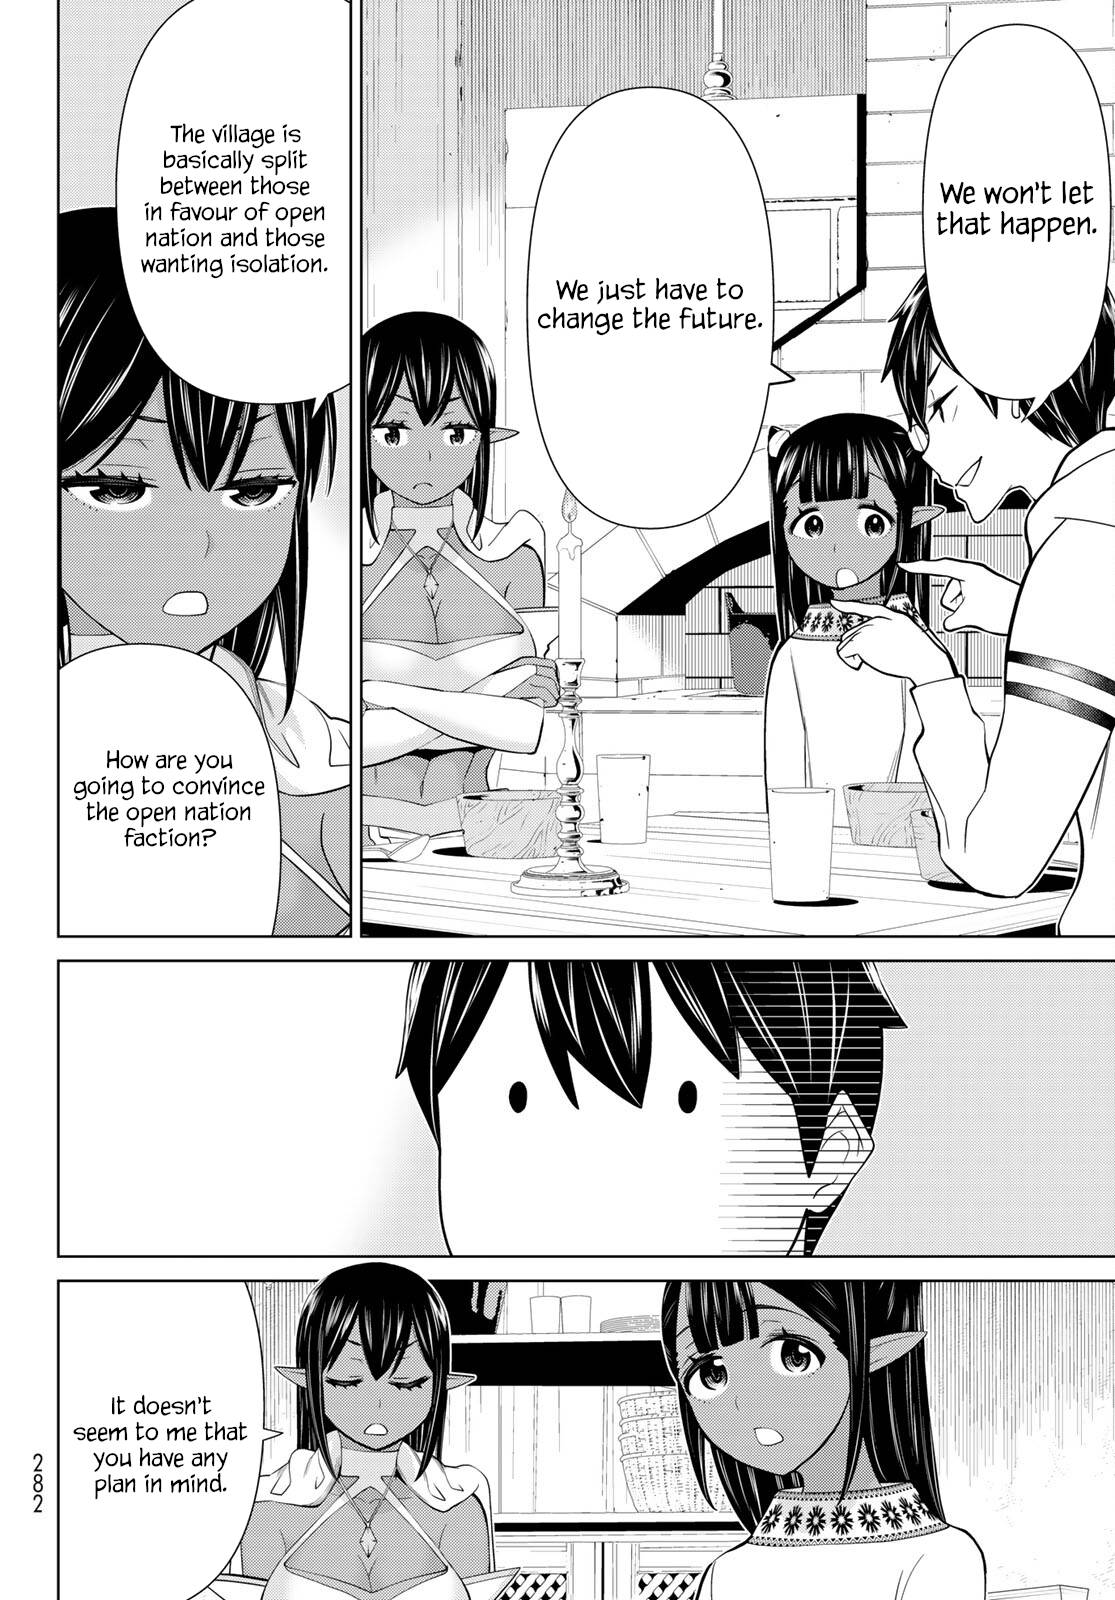 We won't let
that happen.
We just have to
change the future.
The village is
basically split
between those
in favour of open
nation and those
wanting isolation.
How are you
going to convince
the open nation
faction?
It doesn't
seem to me that
you have any
plan in mind.
282